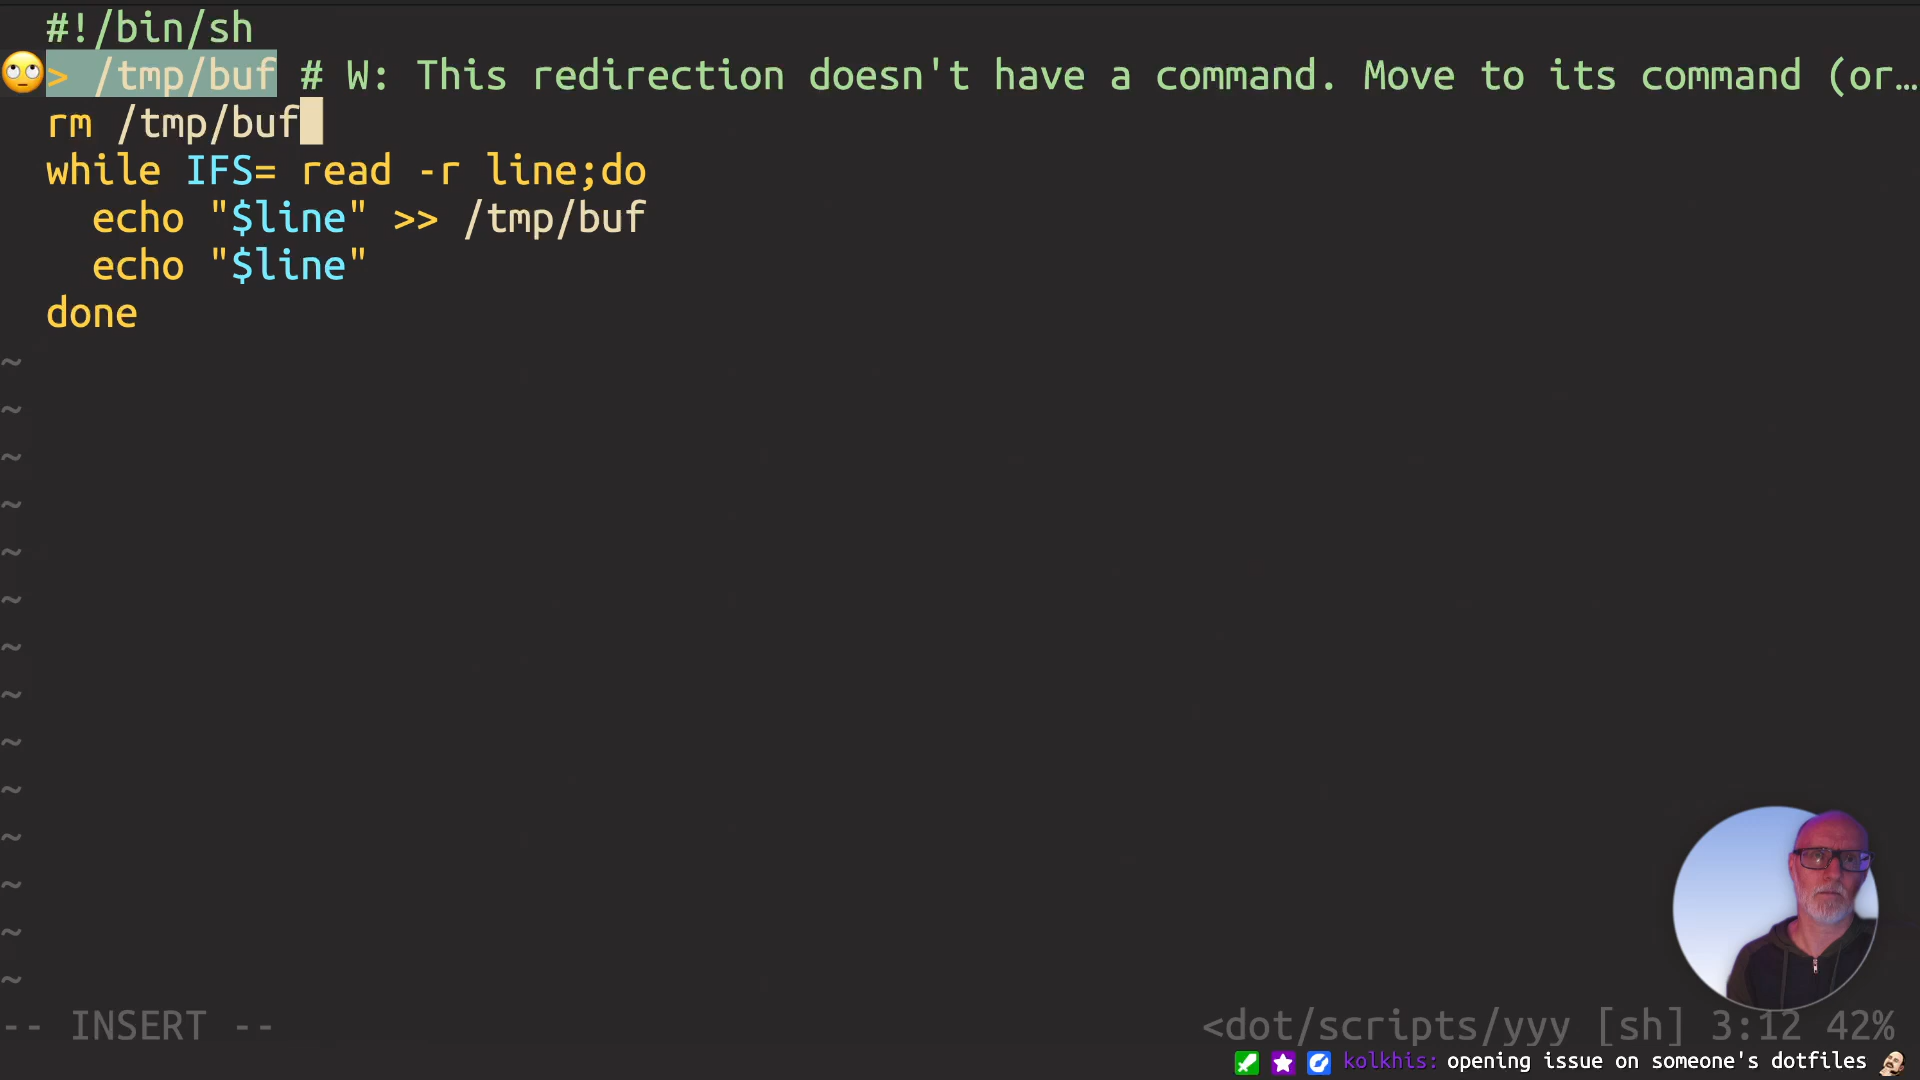 #!/bin/sh
> /tmp/buf # W: This redirection doesn't have a command. Move to its command (or…
rm /tmp/buf
while IFS= read -r line;do
  echo "$line" >> /tmp/buf
  echo "$line"
done
~
~
~
~
~
~
~
~
~
~
~
~
~
~
-- INSERT -- <dot/scripts/yyy [sh] 3:12 42%
kolkhis: opening issue on someone's dotfiles